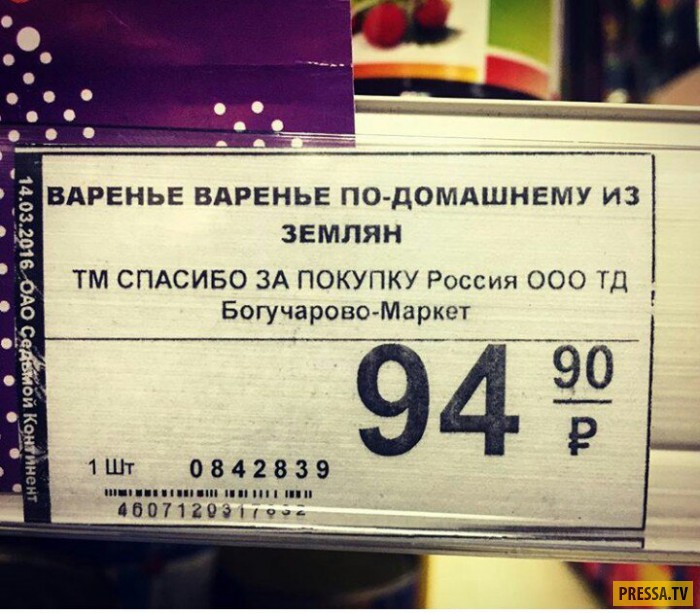 ВАРЕНЬЕ ВАРЕНЬЕ ПО-ДОМАШНЕМУ ИЗ
ЗЕМЛЯН
ТМ СПАСИБО ЗА ПОКУПКУ Россия ООО ТД
Богучарово-Маркет
94 90
₽
1 Шт 0842839
14.03.2016 ОАО Седьмой Континент
PRESSA.TV